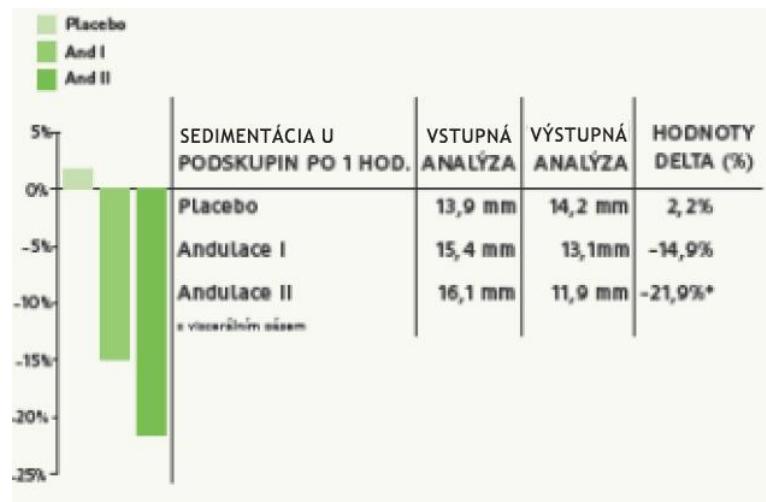 Placebo
And I
And II
5%
0%
-5%
-10%
-15%
-20%
-25%
SEDIMENTÁCIA U PODSKUPIN PO 1 HOD. VSTUPNÁ ANALÝZA VÝSTUPNÁ ANALÝZA HODNOTY DELTA (%)
Placebo 13,9 mm 14,2 mm 2,2%
Andulace I 15,4 mm 13,1mm -14,9%
Andulace II 16,1 mm 11,9 mm -21,9%*
s viscerálním pásem